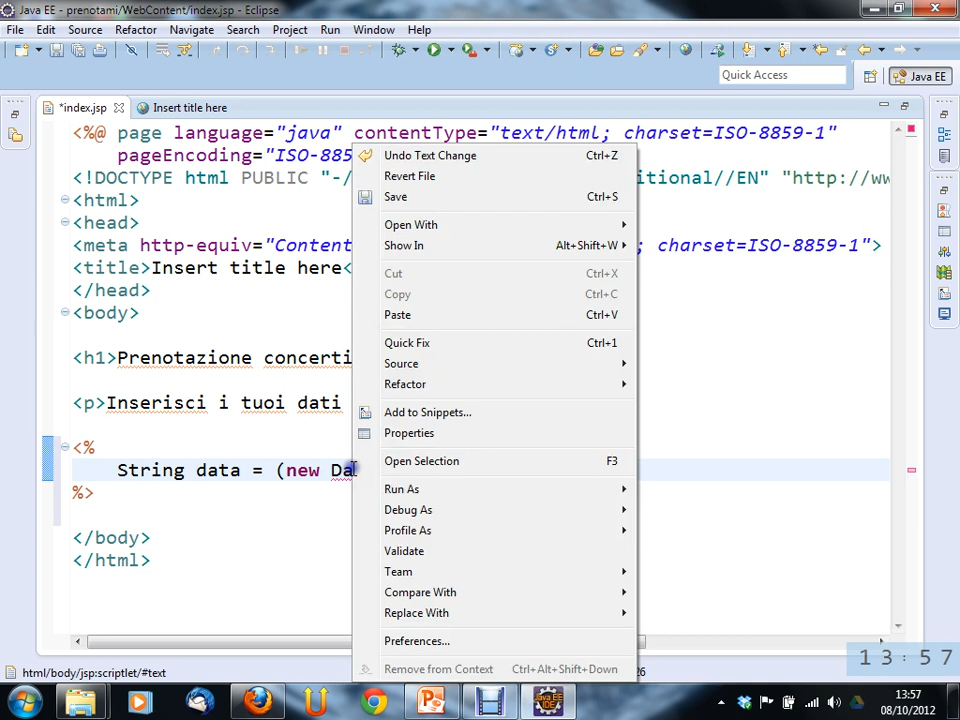 Java EE - prenotami/WebContent/index.jsp - Eclipse
File Edit Source Refactor Navigate Search Project Run Window Help
Quick Access
Java EE
*index.jsp
Insert title here
<%@ page language="java" contentType="text/html; charset=ISO-8859-1"
pageEncoding="ISO-885
<!DOCTYPE html PUBLIC "-/ itional//EN" "http://ww
<html>
<head>
<meta http-equiv="Conten ; charset=ISO-8859-1">
<title>Insert title here<
</head>
<body>
<h1>Prenotazione concerti
<p>Inserisci i tuoi dati
<%
String data = (new Da
%>
</body>
</html>
Undo Text Change Ctrl+Z
Revert File
Save Ctrl+S
Open With
Show In Alt+Shift+W
Cut Ctrl+X
Copy Ctrl+C
Paste Ctrl+V
Quick Fix Ctrl+1
Source
Refactor
Add to Snippets...
Properties
Open Selection F3
Run As
Debug As
Profile As
Validate
Team
Compare With
Replace With
Preferences...
Remove from Context Ctrl+Alt+Shift+Down
html/body/jsp:scriptlet/#text
26
13:57
13:57
08/10/2012